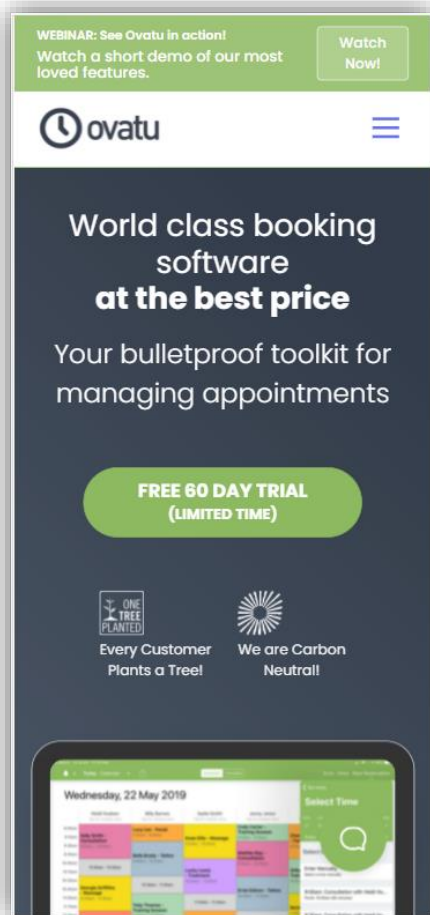 WEBINAR: See Ovatu in action!
Watch a short demo of our most
loved features.
Watch
Now!
ovatu
World class booking
software
at the best price
Your bulletproof toolkit for
managing appointments
FREE 60 DAY TRIAL
(LIMITED TIME)
ONE
TREE
PLANTED
Every Customer
Plants a Tree!
We are Carbon
Neutral!
Wednesday, 22 May 2019
Select Time